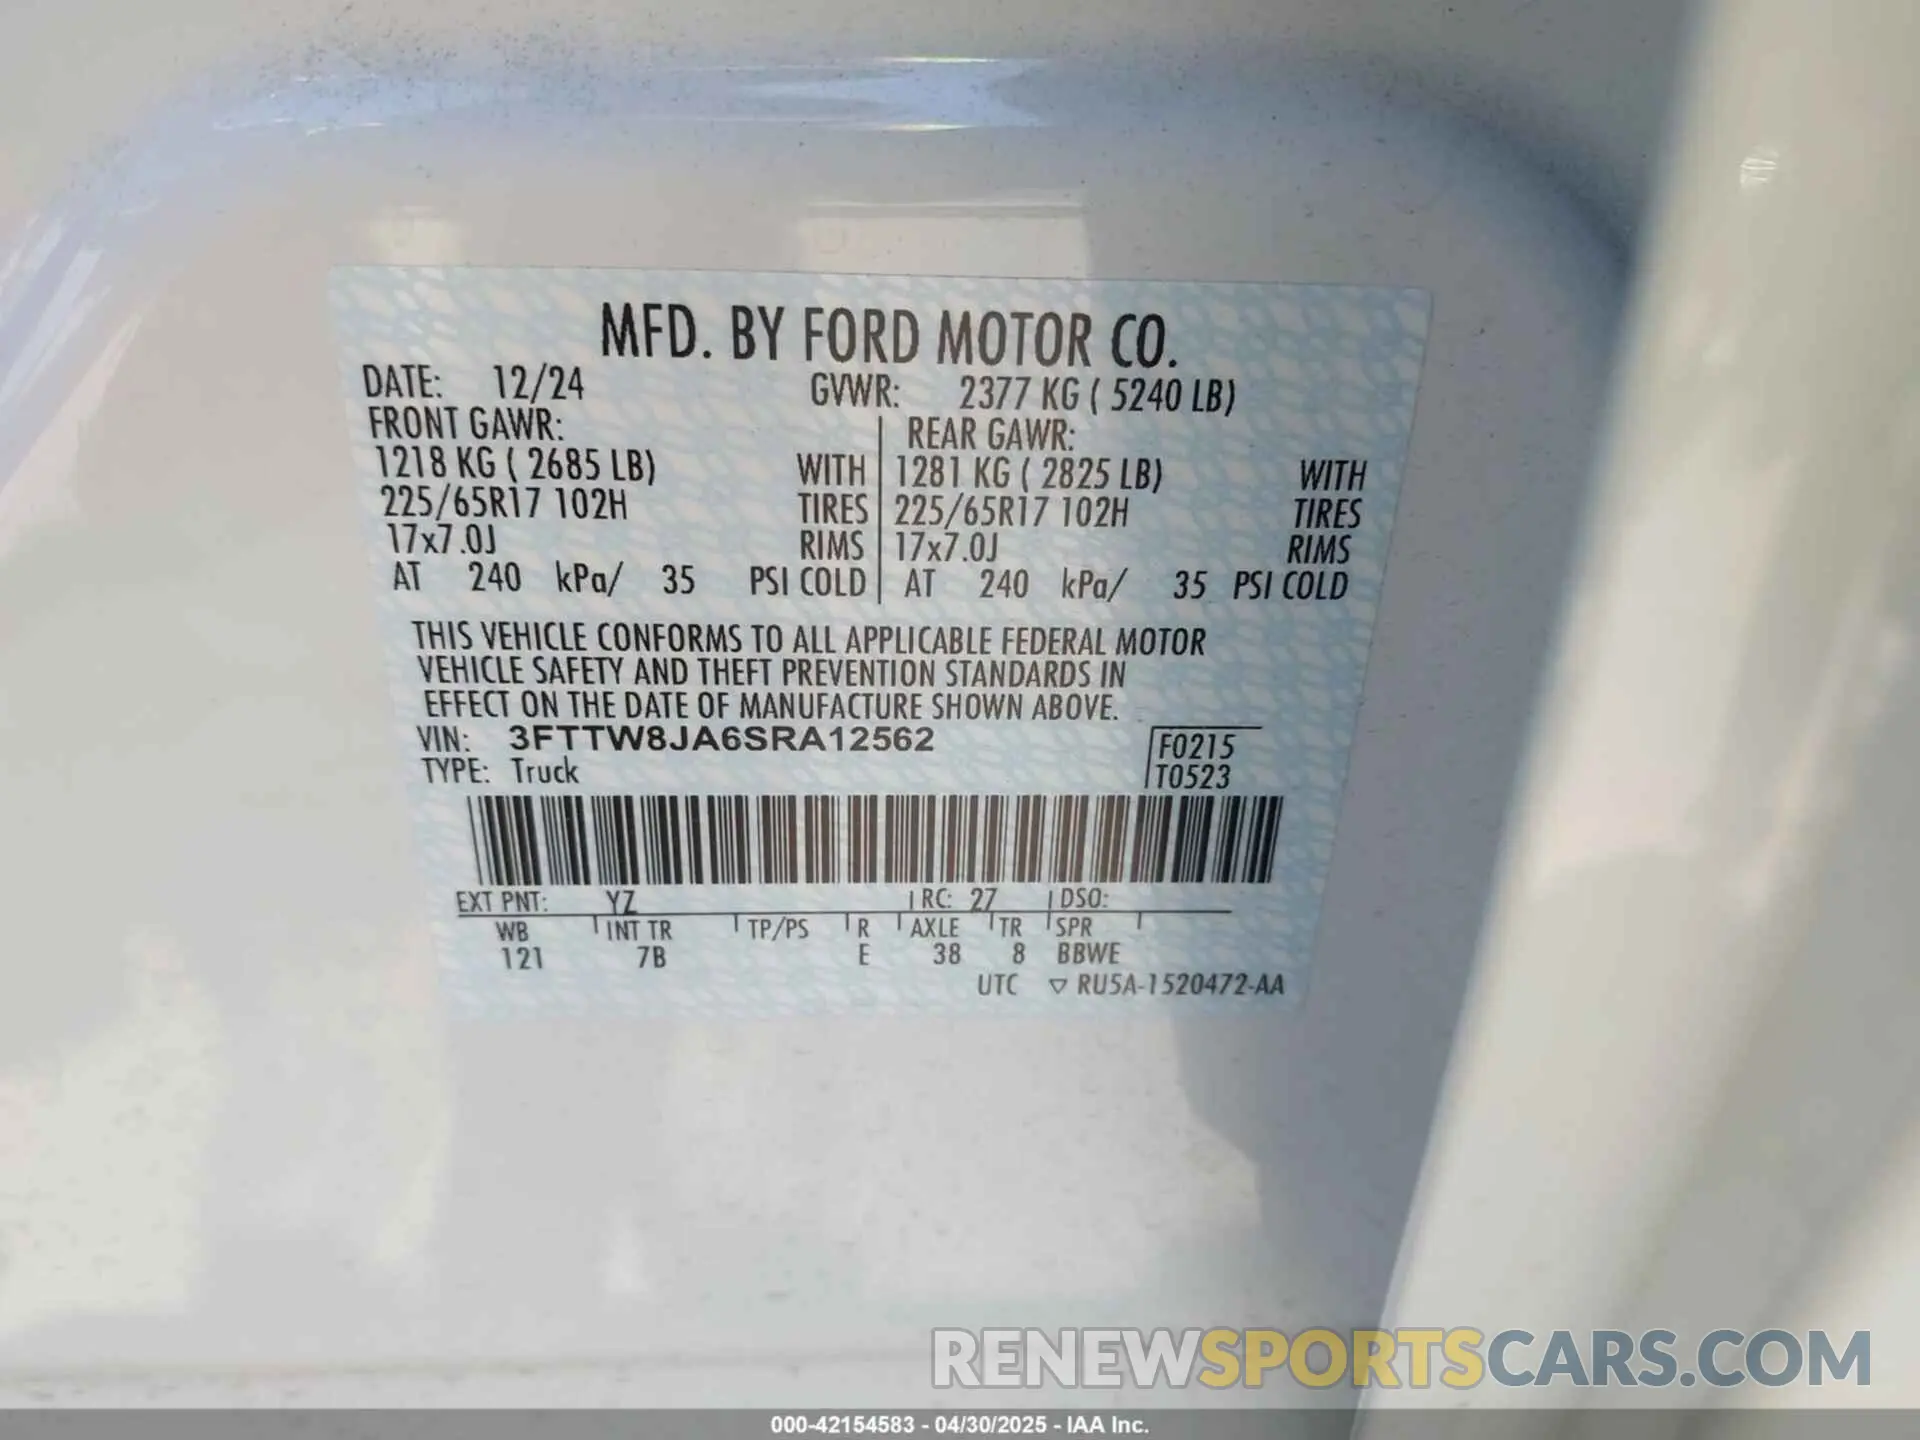 MFD. BY FORD MOTOR CO.
DATE: 12/24 GVWR: 2377 KG ( 5240 LB)
FRONT GAWR: REAR GAWR:
1218 KG ( 2685 LB) WITH 1281 KG ( 2825 LB) WITH
225/65R17 102H TIRES 225/65R17 102H TIRES
17x7.0J RIMS 17x7.0J RIMS
AT 240 kPa/ 35 PSI COLD AT 240 kPa/ 35 PSI COLD
THIS VEHICLE CONFORMS TO ALL APPLICABLE FEDERAL MOTOR
VEHICLE SAFETY AND THEFT PREVENTION STANDARDS IN
EFFECT ON THE DATE OF MANUFACTURE SHOWN ABOVE.
VIN: 3FTTW8JA6SRA12562 F0215
TYPE: Truck T0523
EXT PNT: YZ RC: 27 DSO:
WB INT TR TP/PS R AXLE TR SPR
121 7B E 38 8 BBWE
UTC ▽ RU5A-1520472-AA
RENEWSPORTSCARS.COM
000-42154583 - 04/30/2025 - IAA Inc.